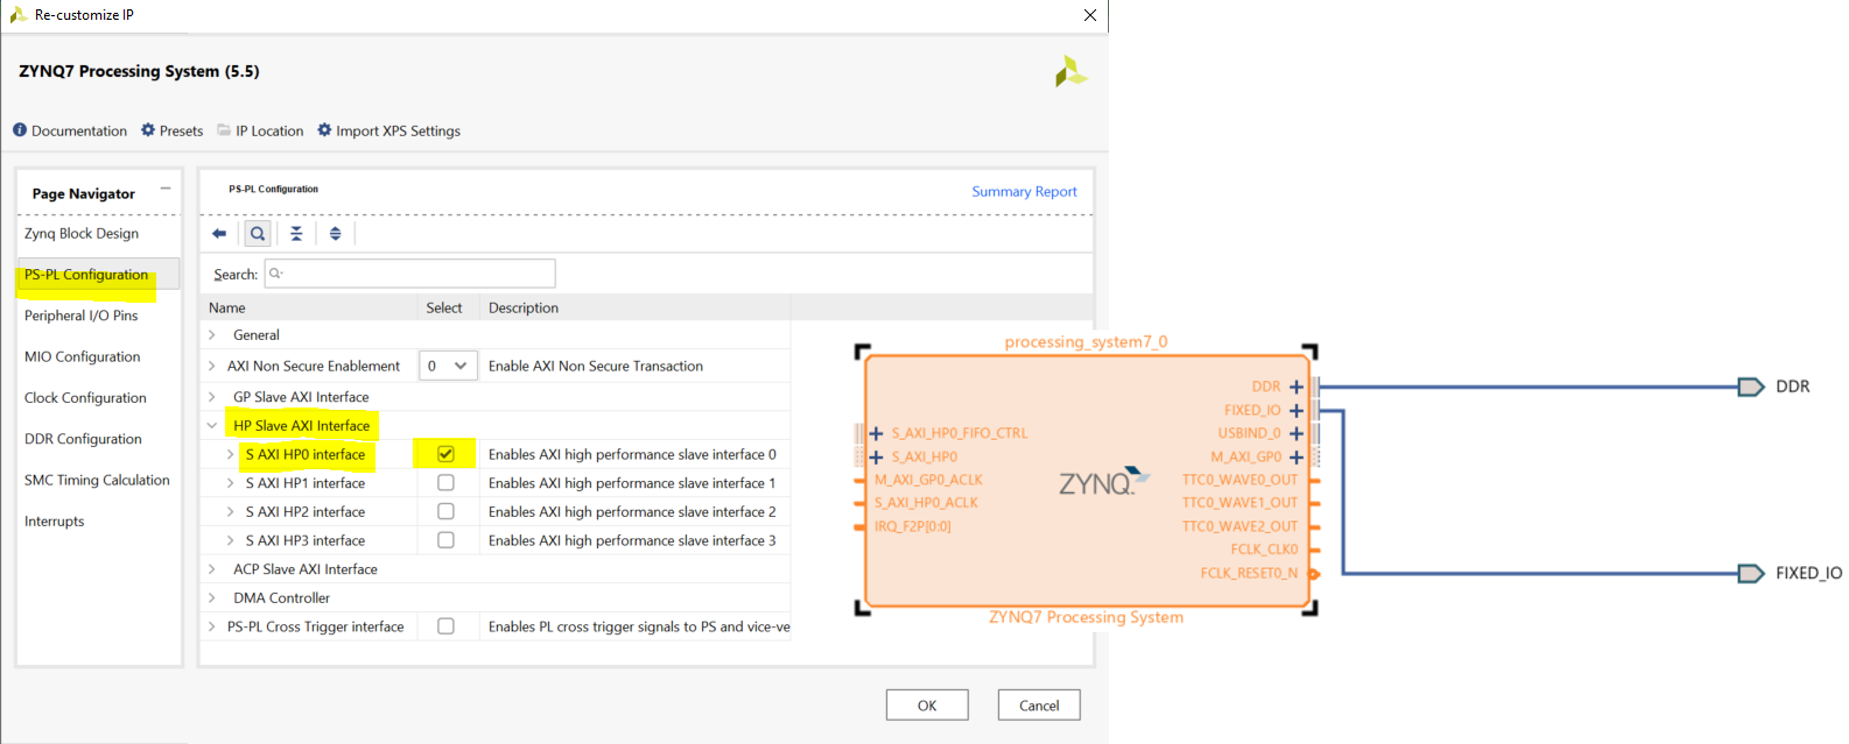 Re-customize IP
ZYNQ7 Processing System (5.5)
Documentation Presets IP Location Import XPS Settings
Page Navigator
Zynq Block Design
PS-PL Configuration
Peripheral I/O Pins
MIO Configuration
Clock Configuration
DDR Configuration
SMC Timing Calculation
Interrupts
PS-PL Configuration
Summary Report
Search:
Name Select Description
General
AXI Non Secure Enablement 0 Enable AXI Non Secure Transaction
GP Slave AXI Interface
HP Slave AXI Interface
S AXI HP0 interface Enables AXI high performance slave interface 0
S AXI HP1 interface Enables AXI high performance slave interface 1
S AXI HP2 interface Enables AXI high performance slave interface 2
S AXI HP3 interface Enables AXI high performance slave interface 3
ACP Slave AXI Interface
DMA Controller
PS-PL Cross Trigger interface Enables PL cross trigger signals to PS and vice-ve
OK Cancel
processing_system7_0
DDR
FIXED_IO
S_AXI_HP0_FIFO_CTRL USBIND_0
S_AXI_HP0 M_AXI_GP0
M_AXI_GP0_ACLK TTC0_WAVE0_OUT
S_AXI_HP0_ACLK TTC0_WAVE1_OUT
IRQ_F2P[0:0] TTC0_WAVE2_OUT
FCLK_CLK0
FCLK_RESET0_N
ZYNQ
ZYNQ7 Processing System
DDR
FIXED_IO